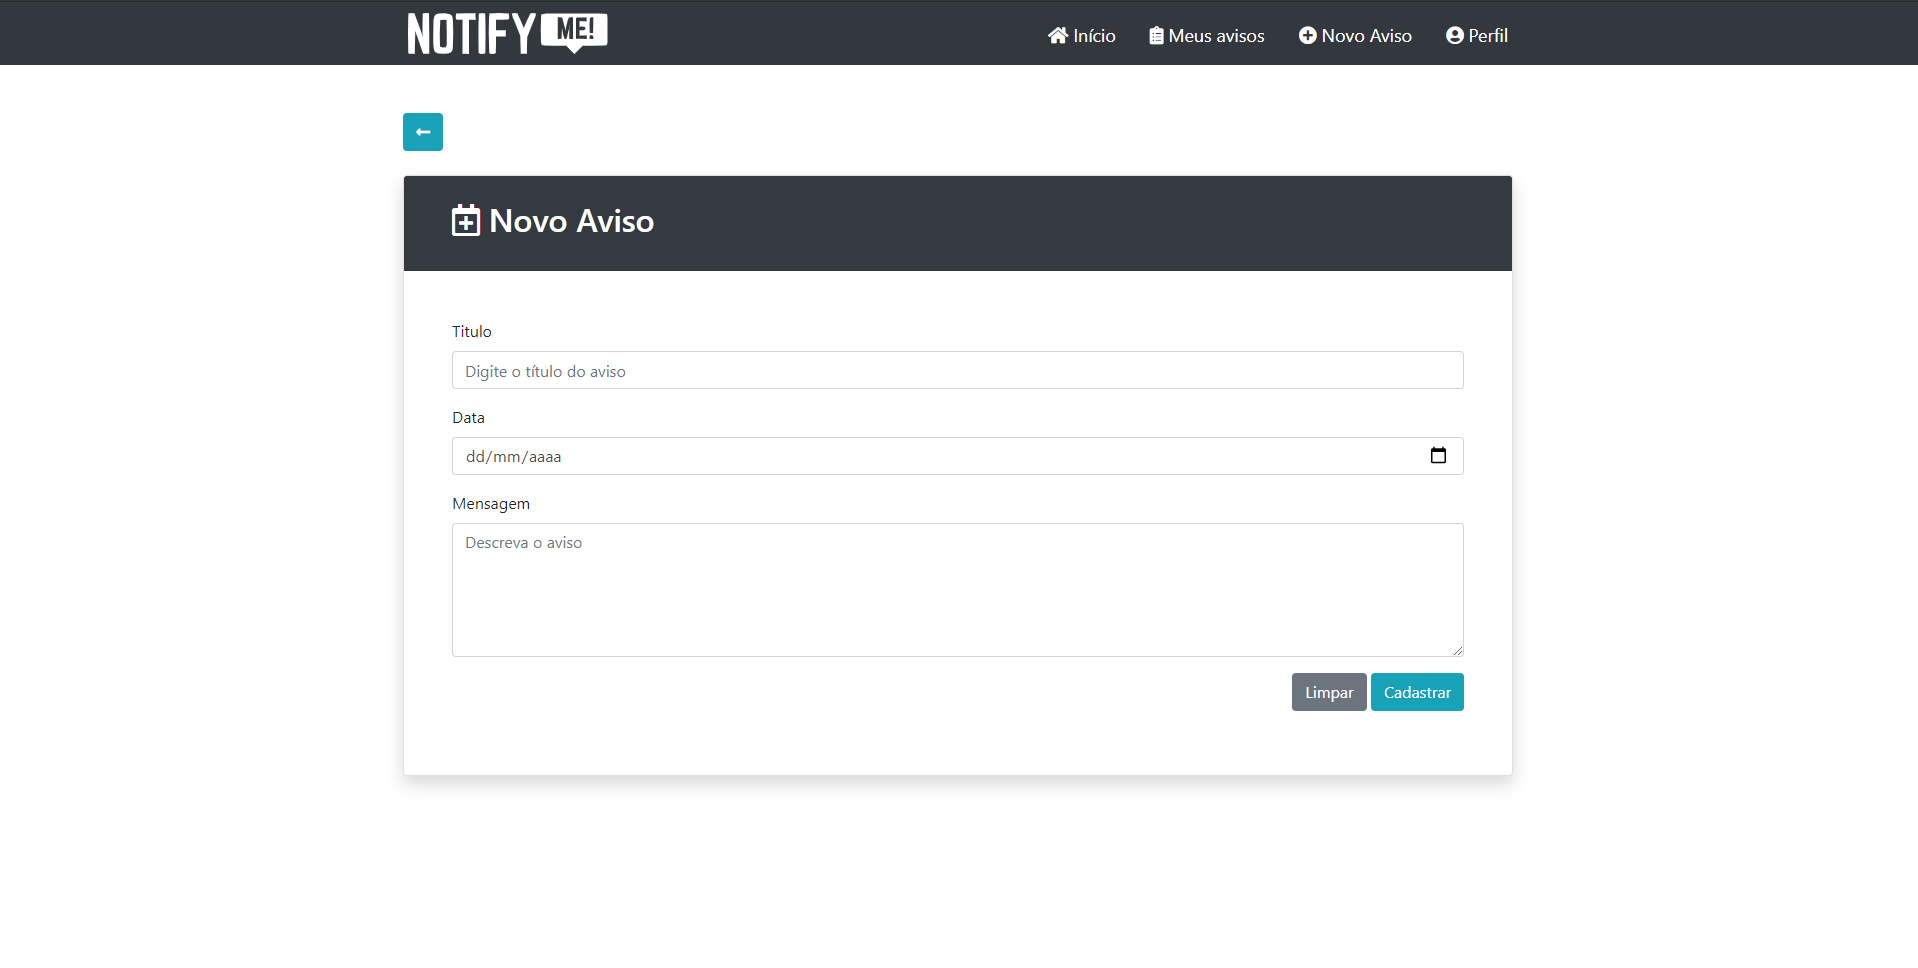 NOTIFY ME!
Início
Meus avisos
Novo Aviso
Perfil
Novo Aviso
Titulo
Digite o título do aviso
Data
dd/mm/aaaa
Mensagem
Descreva o aviso
Limpar
Cadastrar